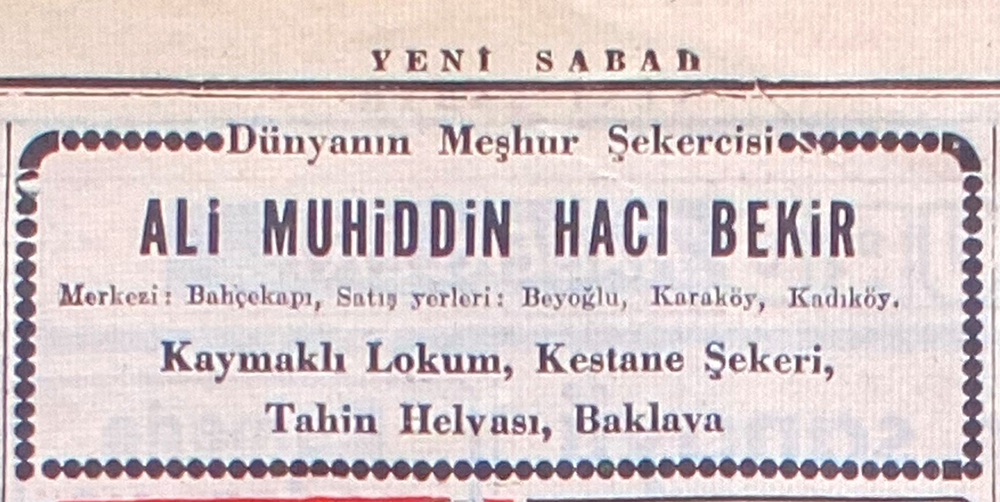 YENİ SABAH
Dünyanın Meşhur Şekercisi
ALİ MUHİDDİN HACI BEKİR
Merkezi: Bahçekapı, Satış yerleri: Beyoğlu, Karaköy, Kadıköy.
Kaymaklı Lokum, Kestane Şekeri,
Tahin Helvası, Baklava